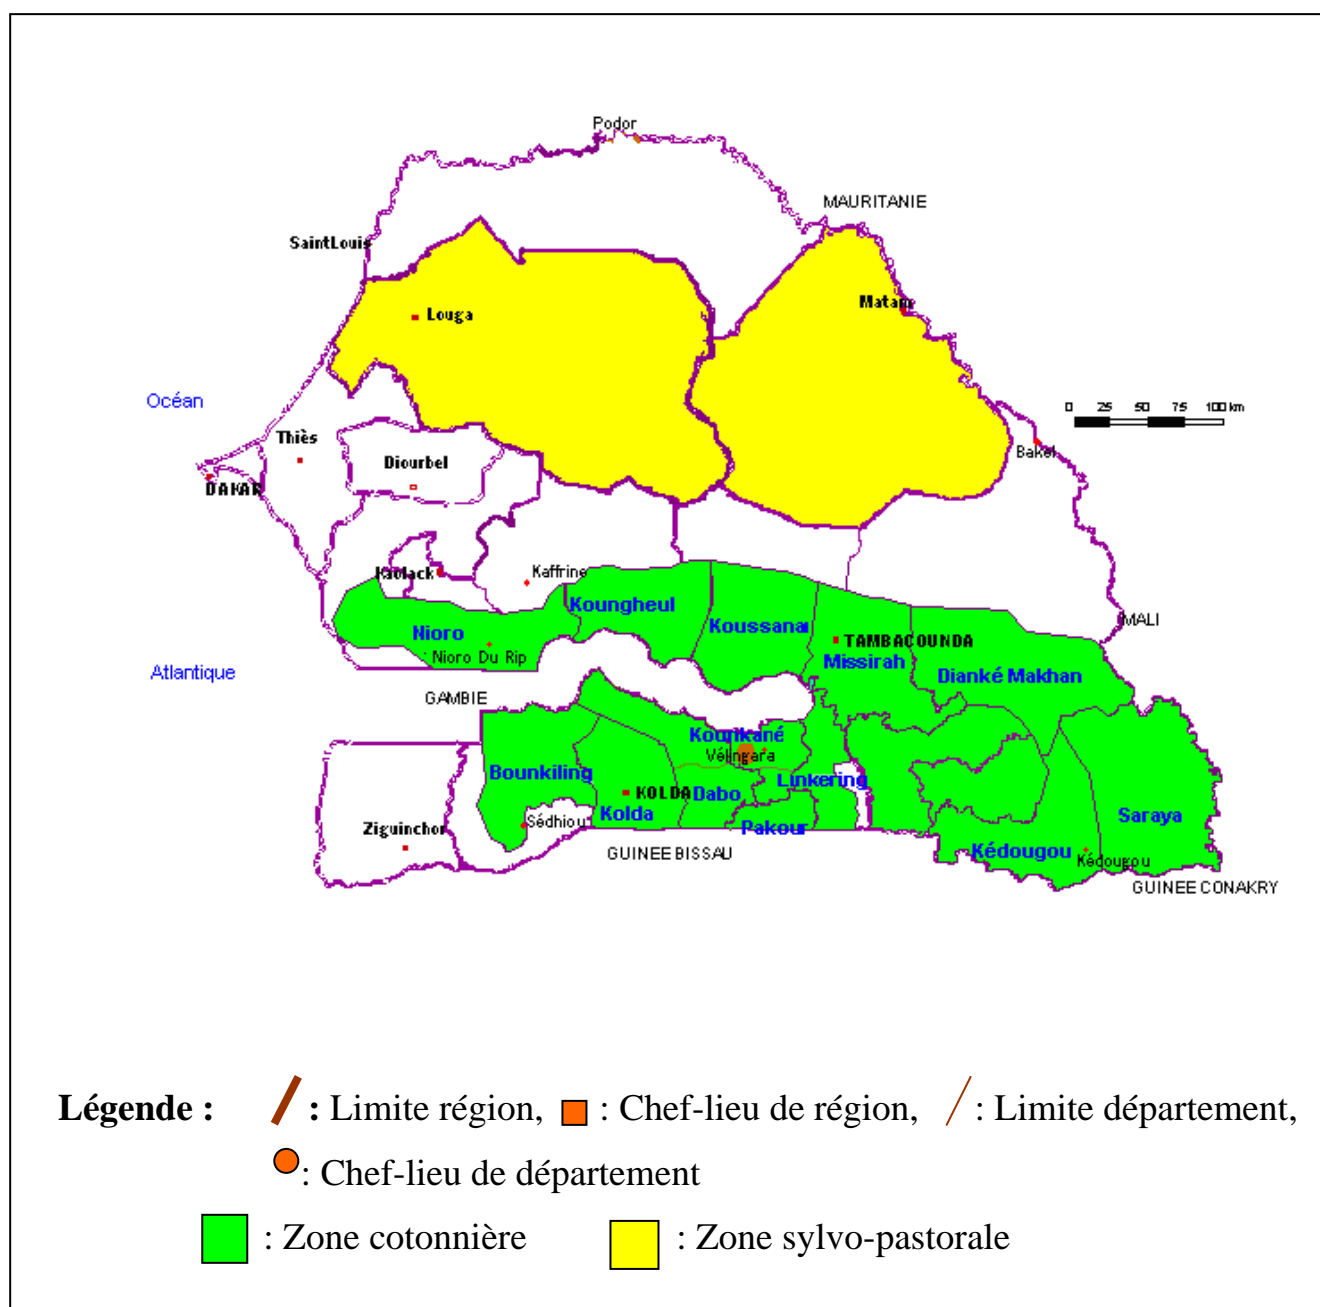 Podor
MAURITANIE
SaintLouis
Matam
Louga
Océan
0 25 50 75 100 km
Thiès
Bakel
Diourbel
DAKAR
Kaolack
Kaffrine
Koungheul
MALI
Nioro
Koussanar
TAMBACOUNDA
Nioro Du Rip
Missirah
Atlantique
Dianké Makhan
GAMBIE
Kounkané
Vélingara
Bounkiling
Linkering
KOLDA
Dabo
Kolda
Saraya
Sédhiou
Ziguinchor
Pakour
GUINEE BISSAU
Kédougou
Kédougou
GUINEE CONAKRY
Légende : : Limite région, : Chef-lieu de région, : Limite département,
: Chef-lieu de département
: Zone cotonnière : Zone sylvo-pastorale